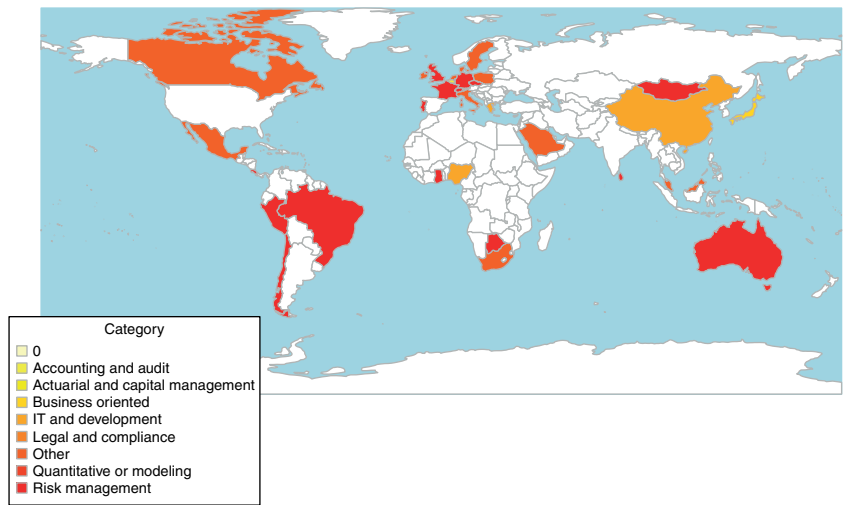 Category
0
Accounting and audit
Actuarial and capital management
Business oriented
IT and development
Legal and compliance
Other
Quantitative or modeling
Risk management